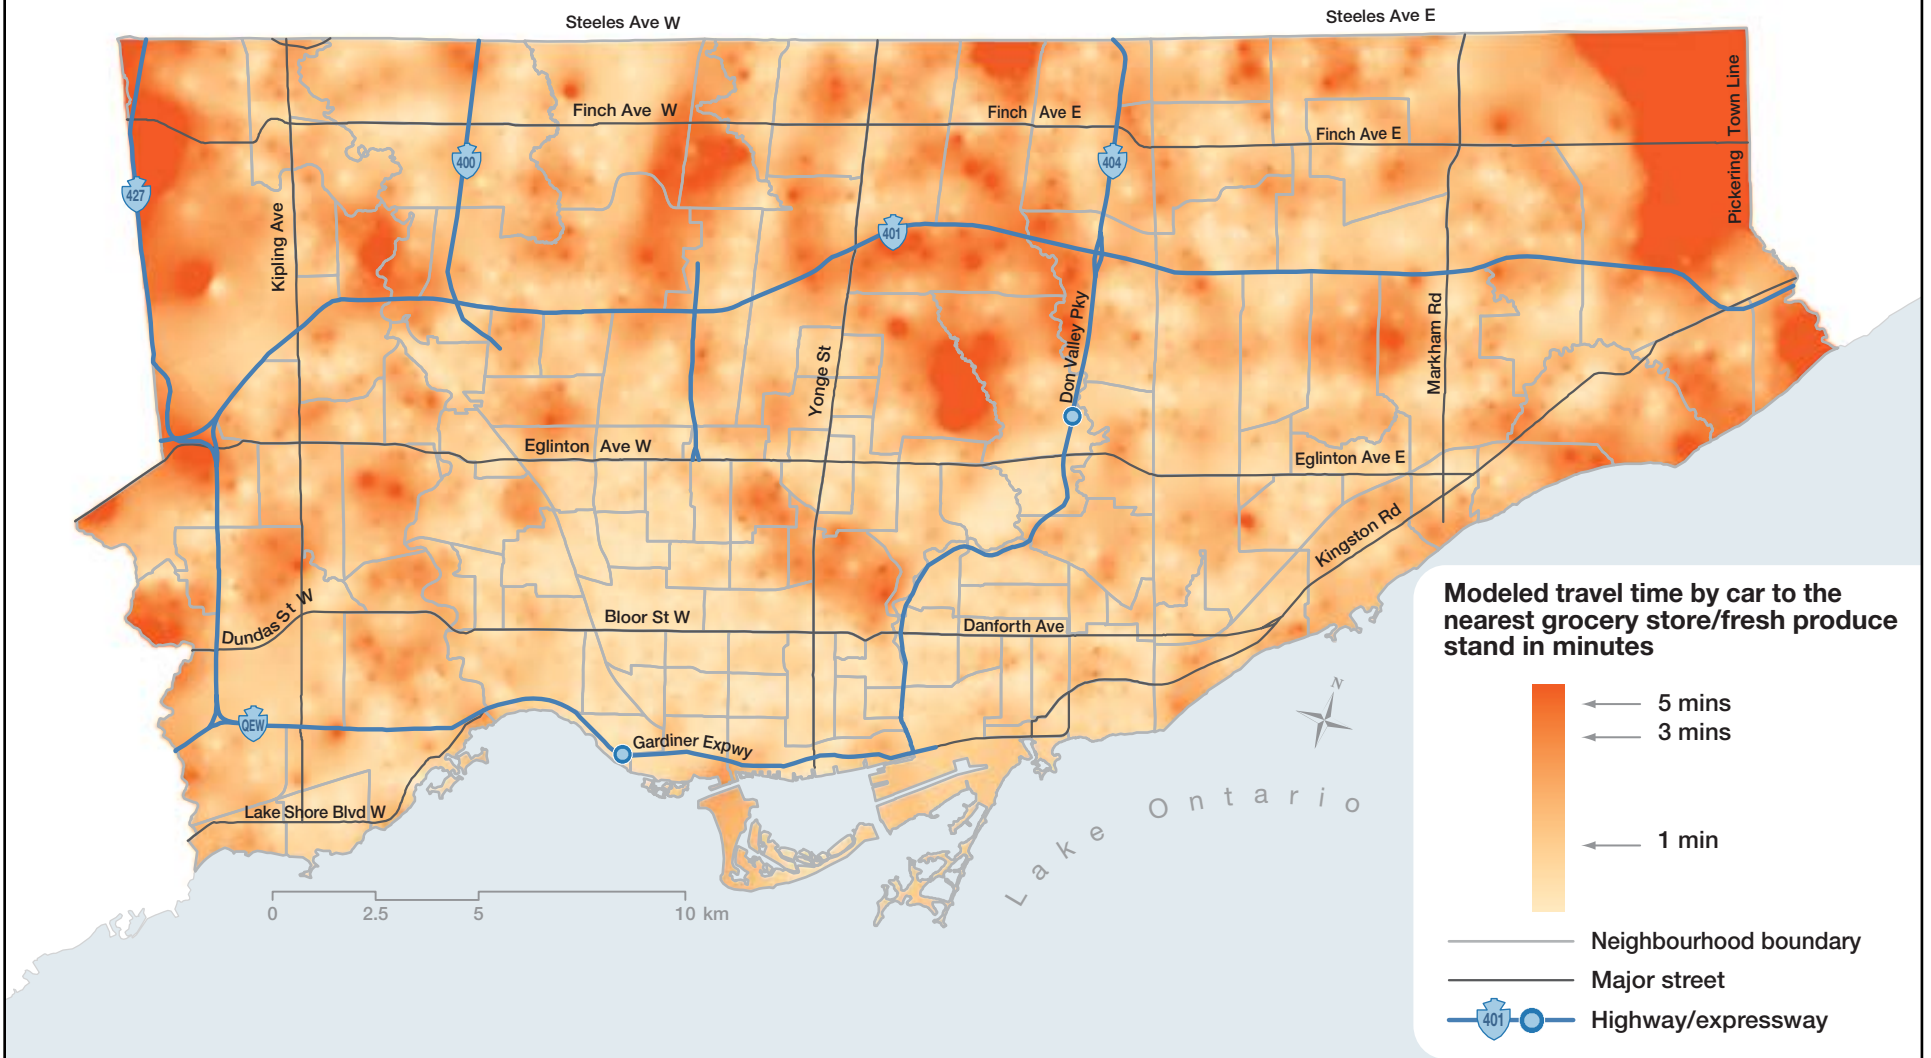 Steeles Ave W
Steeles Ave E
Finch Ave W
Finch Ave E
Finch Ave E
Pickering Town Line
400
404
427
Kipling Ave
401
Don Valley Pky
Markham Rd
Yonge St
Eglinton Ave W
Eglinton Ave E
Kingston Rd
Dundas St W
Bloor St W
Danforth Ave
QEW
Gardiner Expwy
Lake Shore Blvd W
Lake Ontario
N
0 2.5 5 10 km
Modeled travel time by car to the
nearest grocery store/fresh produce
stand in minutes
5 mins
3 mins
1 min
Neighbourhood boundary
Major street
401 Highway/expressway